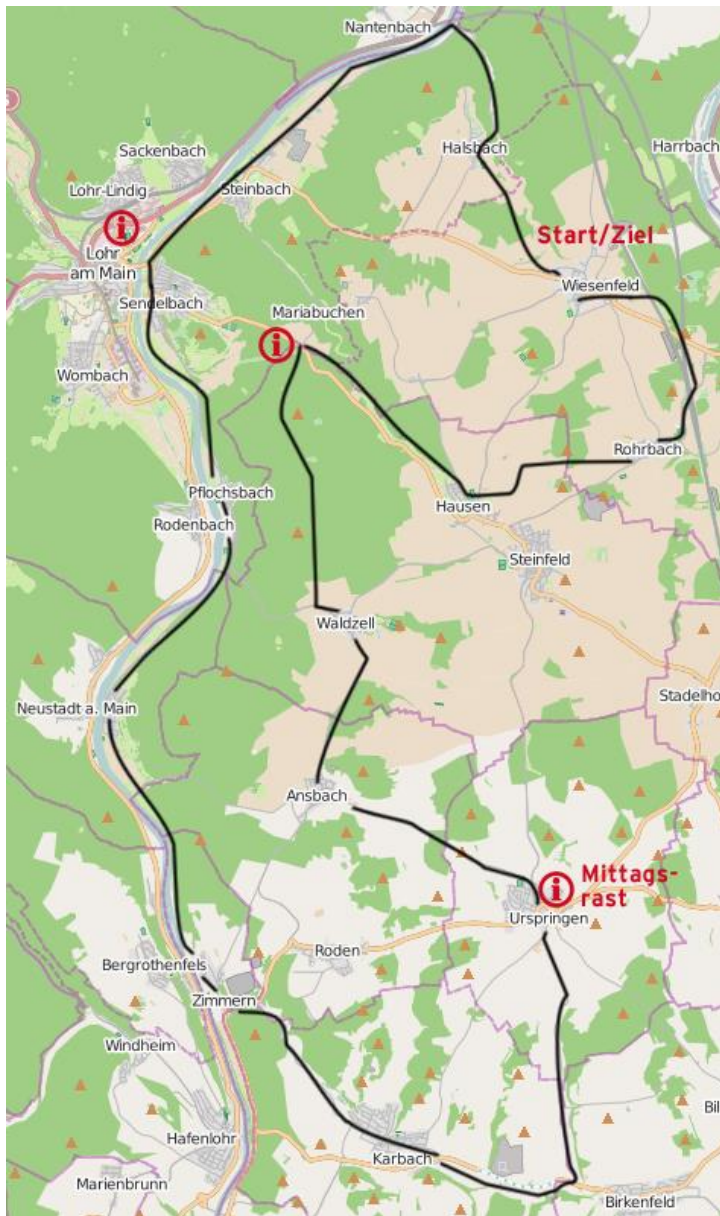 Nantenbach
Sackenbach
Halsbach
Harrbach
Lohr-Lindig
Steinbach
Start/Ziel
Lohr
am Main
Wiesenfeld
Sendelbach
Mariabuchen
Wombach
Rohrbach
Pflochsbach
Hausen
Rodenbach
Steinfeld
Waldzell
Stadelho
Neustadt a. Main
Ansbach
Mittags-
rast
Urspringen
Roden
Bergrothenfels
Zimmern
Windheim
Bil
Hafenlohr
Karbach
Marienbrunn
Birkenfeld